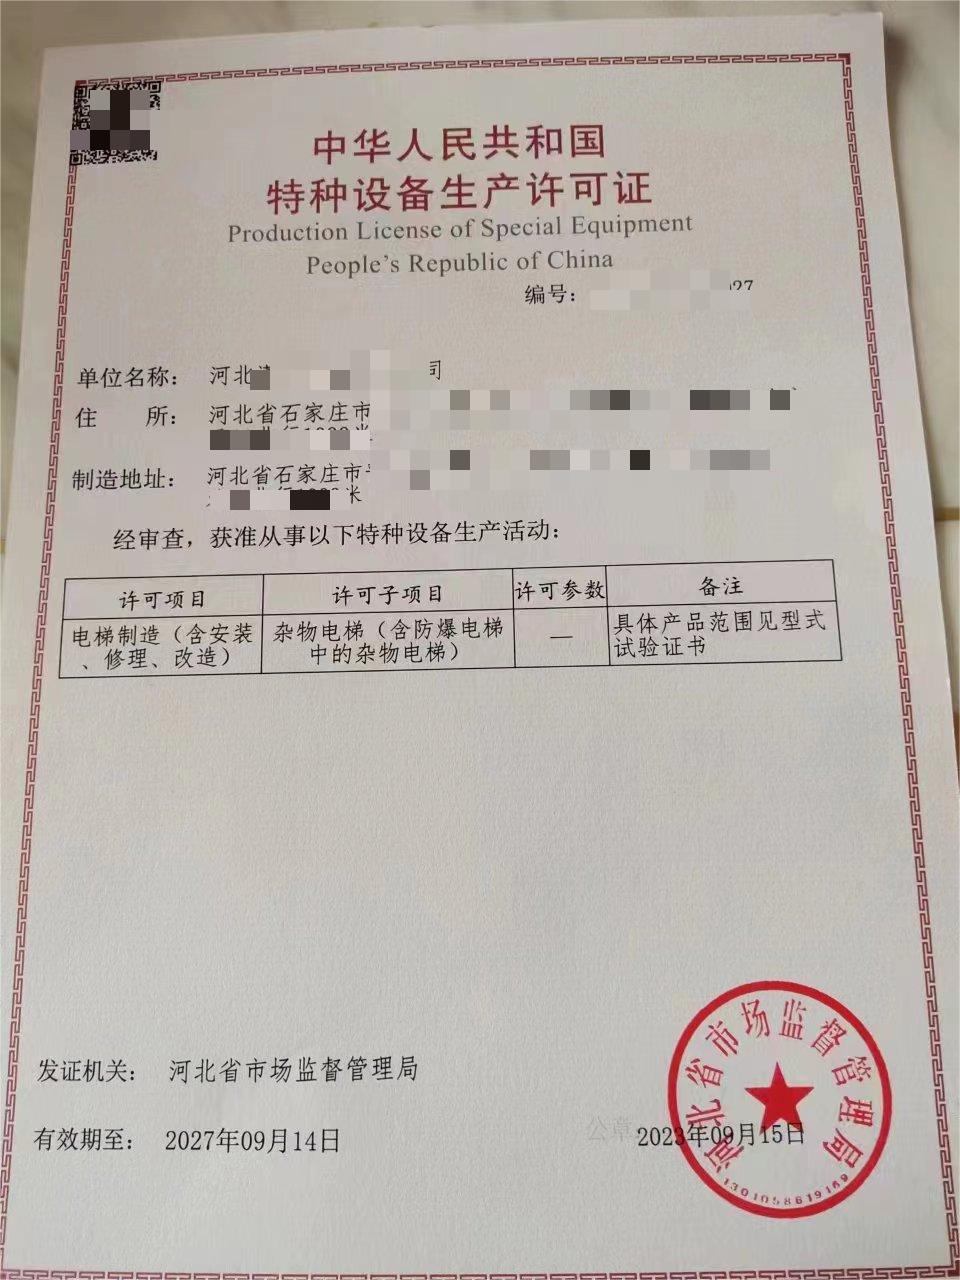 中华人民共和国
特种设备生产许可证
Production License of Special Equipment
People's Republic of China
编号：
单位名称： 河北 司
住 所： 河北省石家庄市
制造地址： 河北省石家庄市
米
经审查，获准从事以下特种设备生产活动：
许可项目 许可子项目 许可参数 备注
电梯制造（含安装 杂物电梯（含防爆电梯 — 具体产品范围见型式
、修理、改造） 中的杂物电梯） 试验证书
发证机关： 河北省市场监督管理局
有效期至： 2027年09月14日
2023年09月15日
河北省市场监督管理局
1301058619169